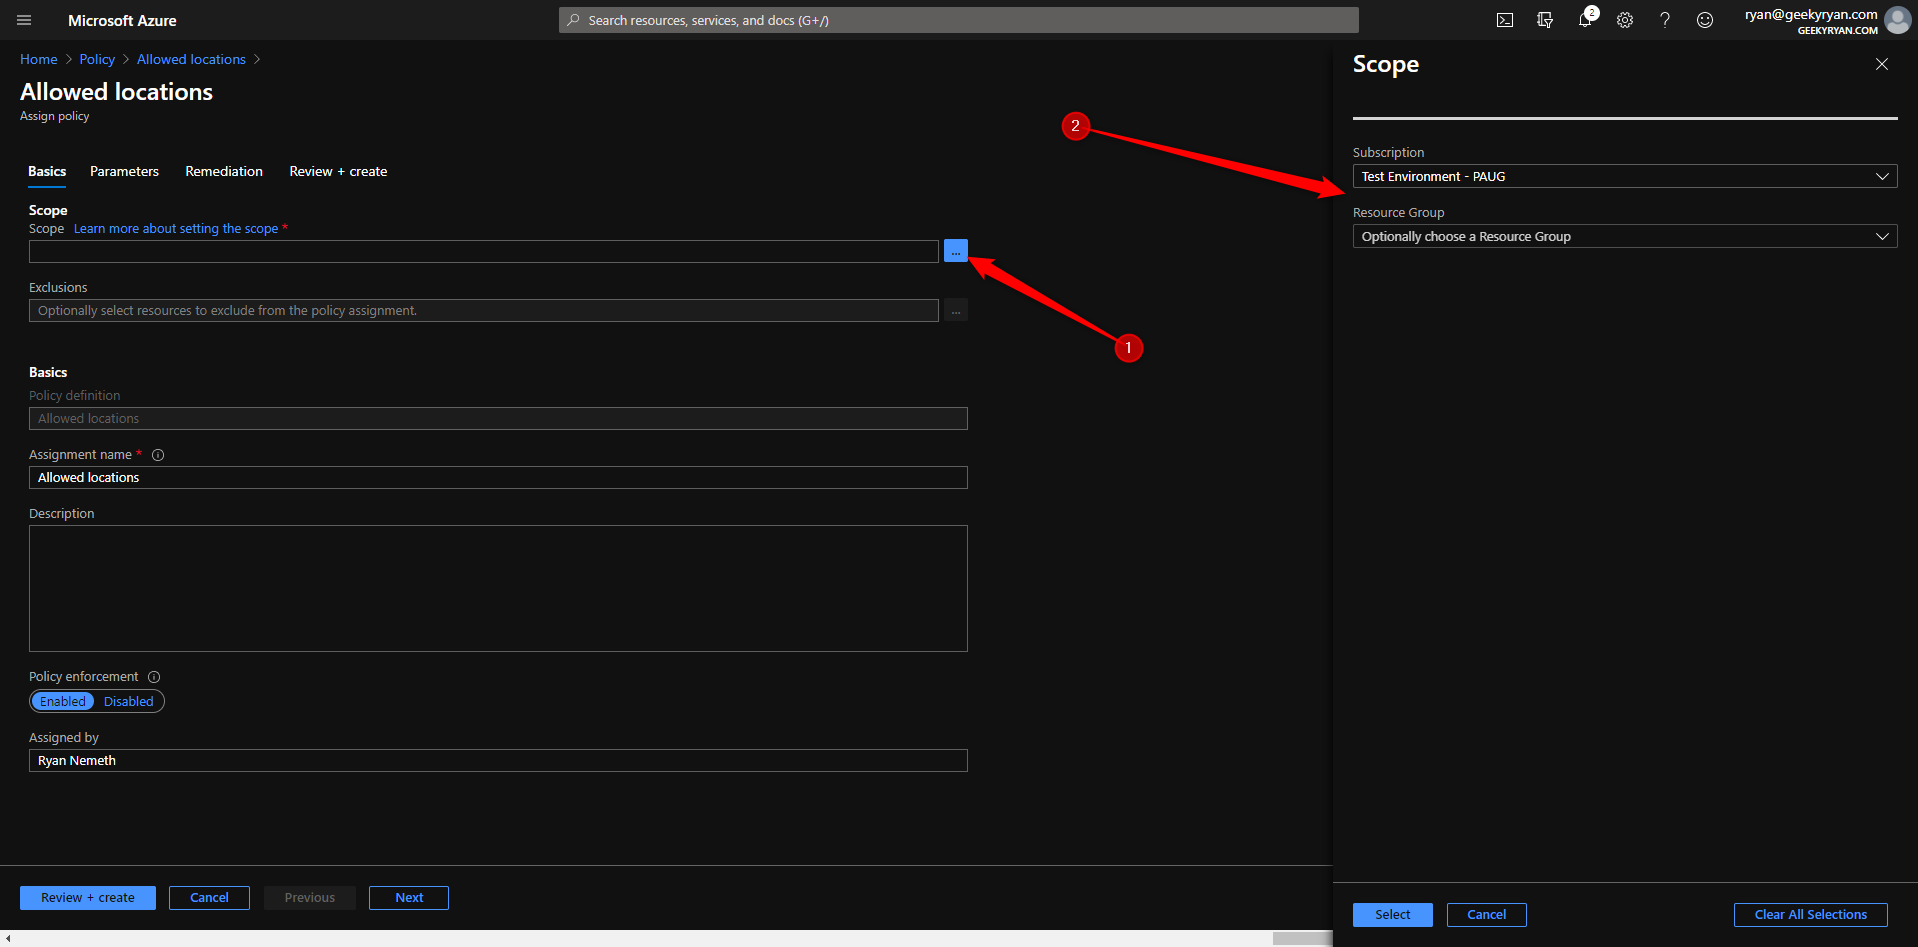 Microsoft Azure
Search resources, services, and docs (G+/)
2
ryan@geekyryan.com
GEEKYRYAN.COM
Home > Policy > Allowed locations >
Allowed locations
Assign policy
Basics Parameters Remediation Review + create
Scope
Scope Learn more about setting the scope *
...
Exclusions
Optionally select resources to exclude from the policy assignment.
...
Basics
Policy definition
Allowed locations
Assignment name *
Allowed locations
Description
Policy enforcement
Enabled Disabled
Assigned by
Ryan Nemeth
Review + create Cancel Previous Next
2
1
Scope
Subscription
Test Environment - PAUG
Resource Group
Optionally choose a Resource Group
Select Cancel Clear All Selections